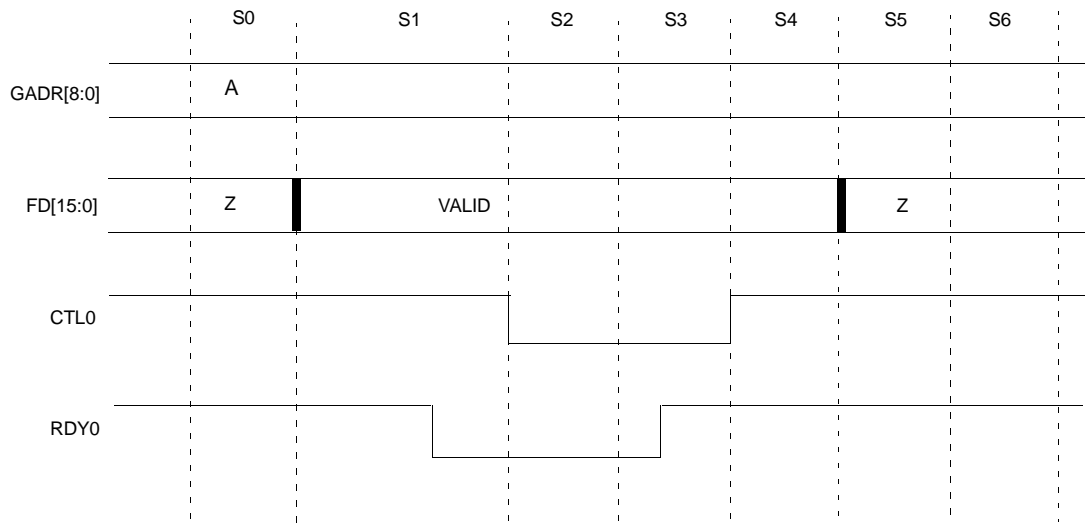 S0 S1 S2 S3 S4 S5 S6
GADR[8:0] A
FD[15:0] Z VALID Z
CTL0
RDY0